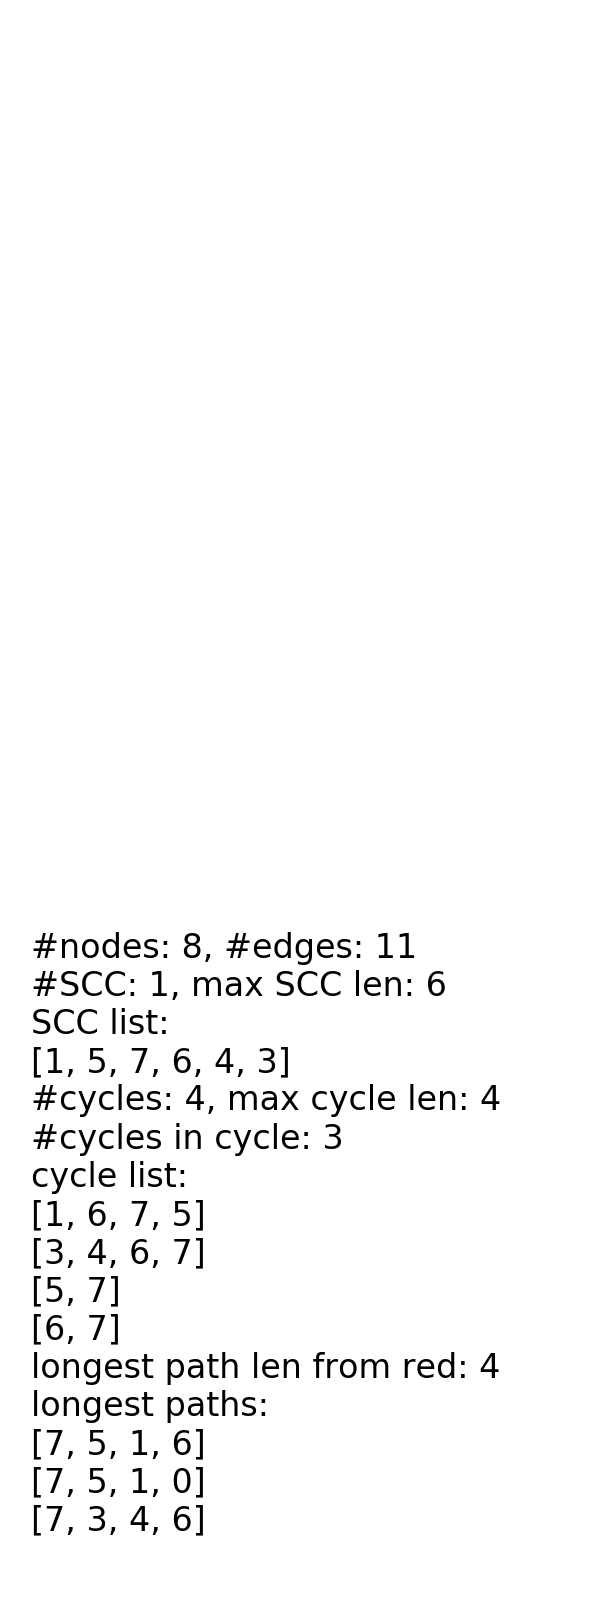 #nodes: 8, #edges: 11
#SCC: 1, max SCC len: 6
SCC list:
[1, 5, 7, 6, 4, 3]
#cycles: 4, max cycle len: 4
#cycles in cycle: 3
cycle list:
[1, 6, 7, 5]
[3, 4, 6, 7]
[5, 7]
[6, 7]
longest path len from red: 4
longest paths:
[7, 5, 1, 6]
[7, 5, 1, 0]
[7, 3, 4, 6]